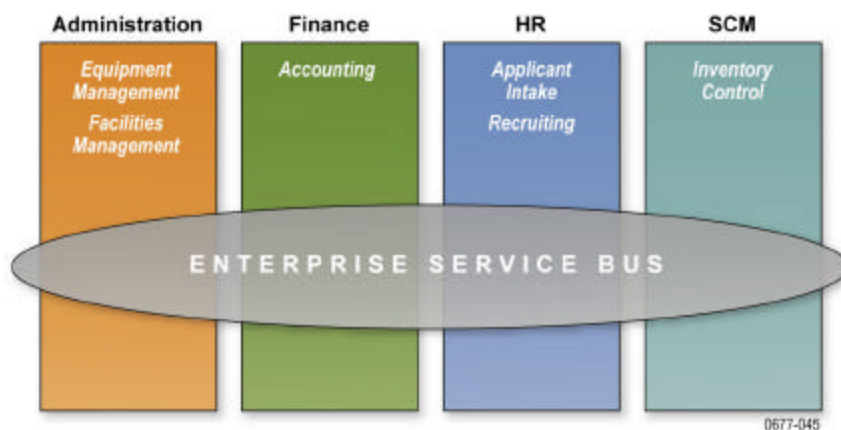 Administration
Finance
HR
SCM
Equipment
Management
Facilities
Management
Accounting
Applicant
Intake
Recruiting
Inventory
Control
ENTERPRISE SERVICE BUS
0677-045